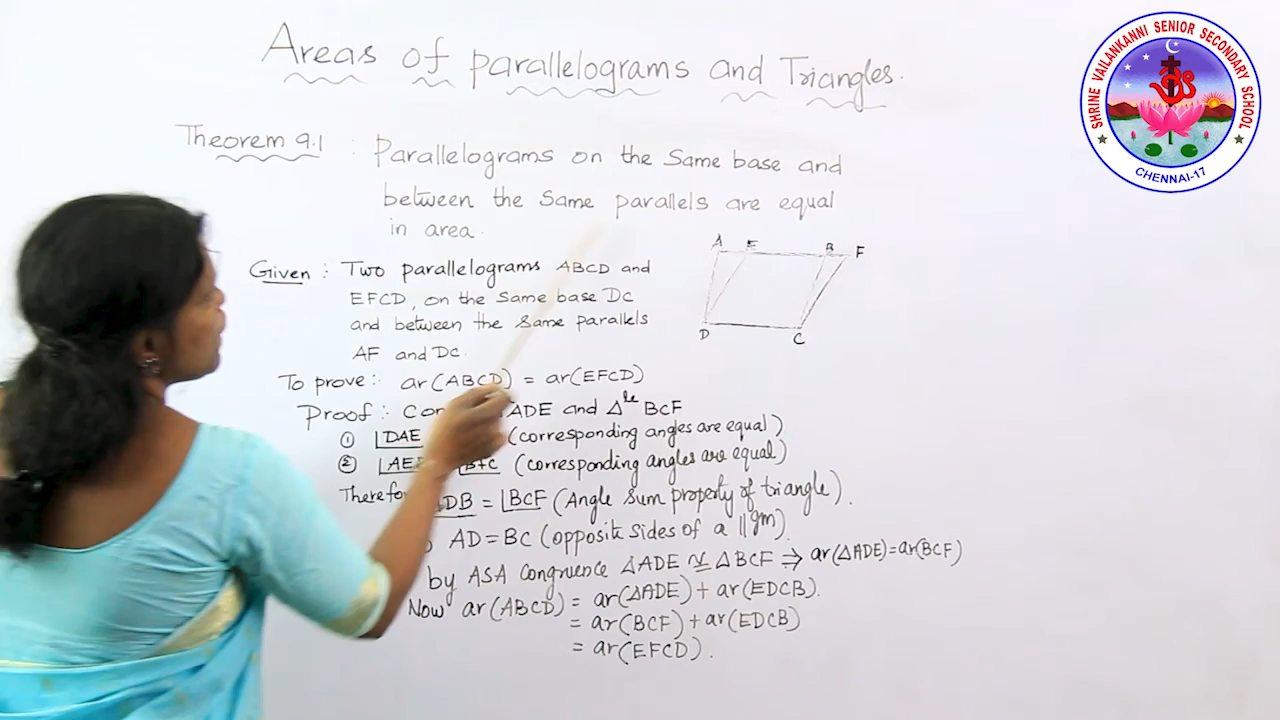 Areas of Parallelograms and Triangles.
Theorem 9.1 : Parallelograms on the Same base and
between the Same parallels are equal
in area.
Given : Two parallelograms ABCD and
EFCD, on the Same base DC
and between the Same Parallels
AF and DC.
A E B F
D C
To prove :- ar(ABCD) = ar(EFCD)
Proof :- ADE and Δle BCF
① ∠DAE (corresponding angles are equal)
② (corresponding angles are equal)
= ∠BCF (Angle Sum property of triangle).
AD = BC (opposite sides of a ||gm).
by ASA Congruence ΔADE ≅ ΔBCF ⇒ ar(ΔADE)=ar(BCF)
Now ar(ABCD) = ar(ΔADE) + ar(EDCB).
= ar(BCF) + ar(EDCB)
= ar(EFCD).
SHRINE VAILANKANNI SENIOR SECONDARY SCHOOL
CHENNAI-17